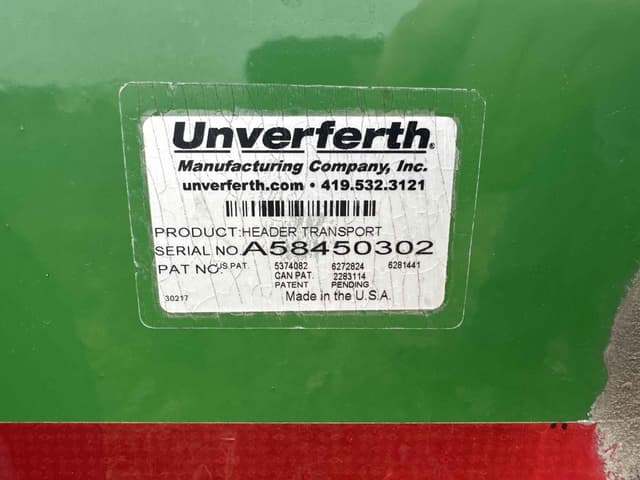 Unverferth®
Manufacturing Company, Inc.
unverferth.com • 419.532.3121
PRODUCT: HEADER TRANSPORT
SERIAL NO. A58450302
PAT NO. US PAT. 5374082 6272824 6281441
CAN PAT. 2283114
PATENT PENDING
30217 Made in the U.S.A.